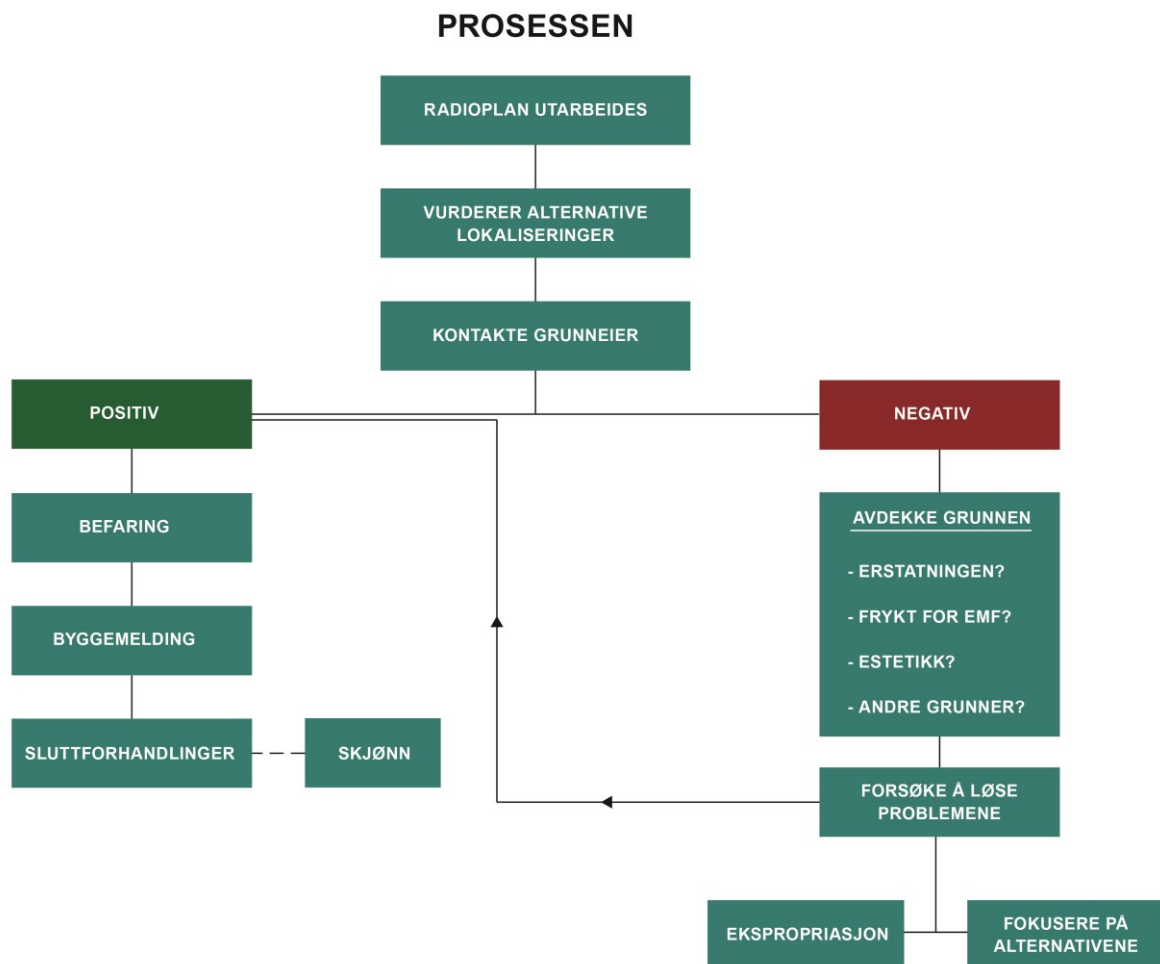 PROSESSEN
RADIOPLAN UTARBEIDES
VURDERER ALTERNATIVE
LOKALISERINGER
KONTAKTE GRUNNEIER
POSITIV
BEFARING
BYGGEMELDING
SLUTTFORHANDLINGER
SKJØNN
NEGATIV
AVDEKKE GRUNNEN
- ERSTATNINGEN?
- FRYKT FOR EMF?
- ESTETIKK?
- ANDRE GRUNNER?
FORSØKE Å LØSE
PROBLEMENE
EKSPROPRIASJON
FOKUSERE PÅ
ALTERNATIVENE